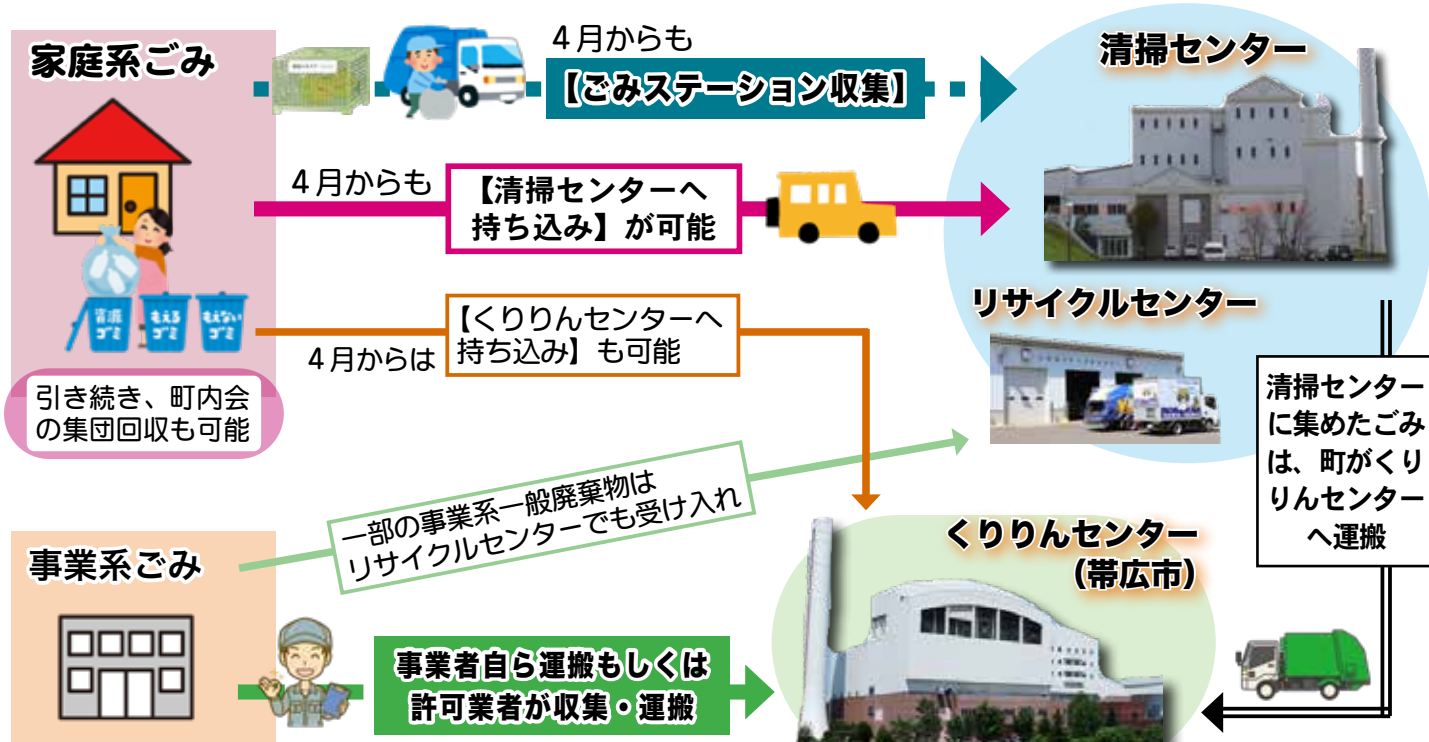 家庭系ごみ
4月からも
【ごみステーション収集】
清掃センター
4月からも
【清掃センターへ
持ち込み】が可能
リサイクルセンター
資源
ゴミ
もえる
ゴミ
もえない
ゴミ
4月からは
【くりりんセンターへ
持ち込み】も可能
引き続き、町内会
の集団回収も可能
清掃センター
に集めたごみ
は、町がくり
りんセンター
へ運搬
一部の事業系一般廃棄物は
リサイクルセンターでも受け入れ
事業系ごみ
くりりんセンター
（帯広市）
事業者自ら運搬もしくは
許可業者が収集・運搬